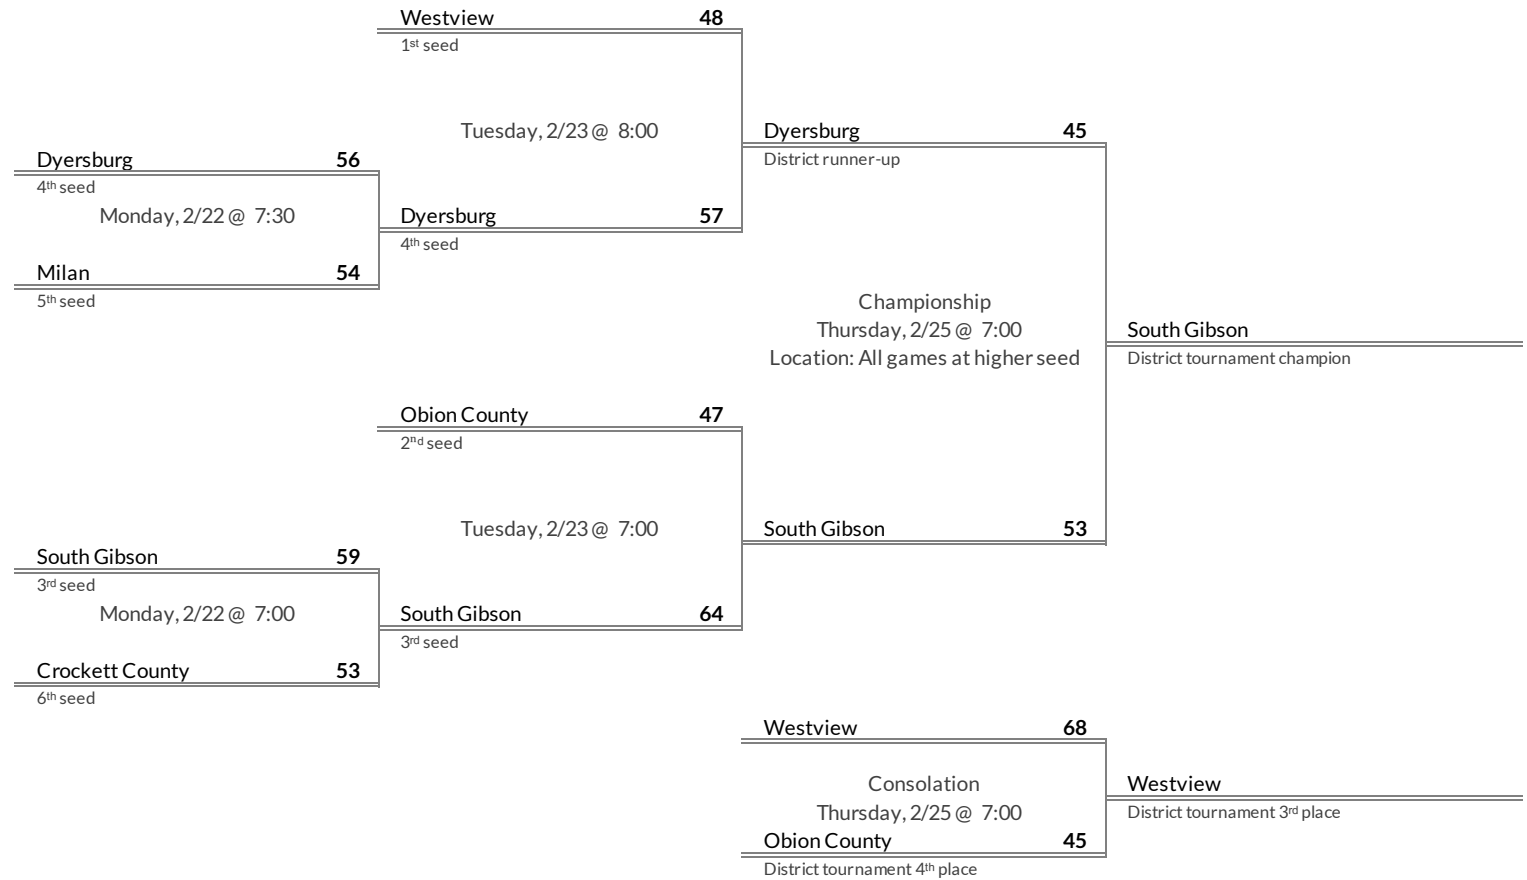 Westview 48
1st seed
Tuesday, 2/23 @ 8:00
Dyersburg 45
District runner-up
Dyersburg 56
4th seed
Monday, 2/22 @ 7:30
Dyersburg 57
4th seed
Milan 54
5th seed
Championship
Thursday, 2/25 @ 7:00
Location: All games at higher seed
South Gibson
District tournament champion
Obion County 47
2nd seed
Tuesday, 2/23 @ 7:00
South Gibson 53
South Gibson 59
3rd seed
Monday, 2/22 @ 7:00
South Gibson 64
3rd seed
Crockett County 53
6th seed
Westview 68
Consolation
Thursday, 2/25 @ 7:00
Westview
District tournament 3rd place
Obion County 45
District tournament 4th place